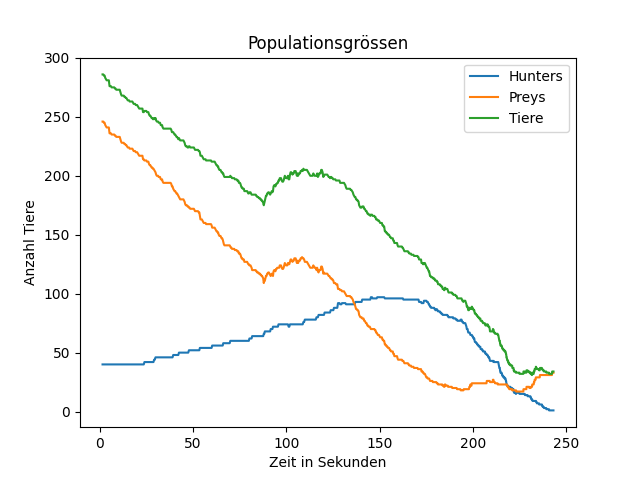 Populationsgrössen
300
250
200
150
100
50
0
Anzahl Tiere
Hunters
Preys
Tiere
0 50 100 150 200 250
Zeit in Sekunden